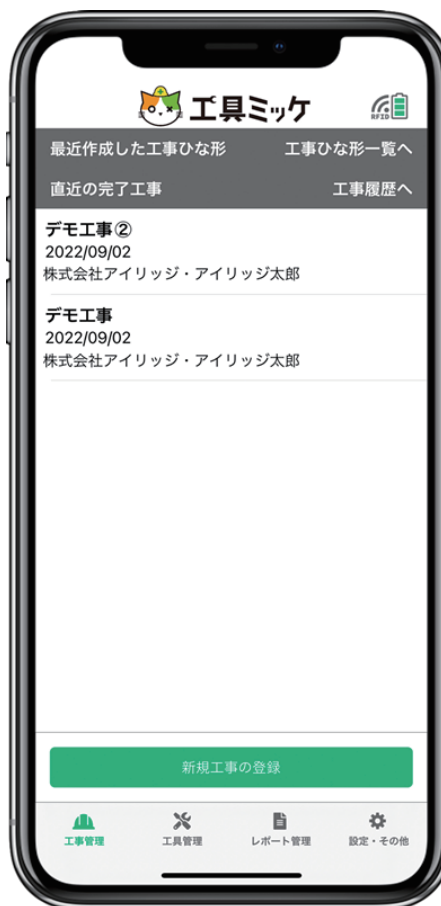 工具ミッケ
RFID
最近作成した工事ひな形 工事ひな形一覧へ
直近の完了工事 工事履歴へ
デモ工事②
2022/09/02
株式会社アイリッジ・アイリッジ太郎
デモ工事
2022/09/02
株式会社アイリッジ・アイリッジ太郎
新規工事の登録
工事管理 工具管理 レポート管理 設定・その他